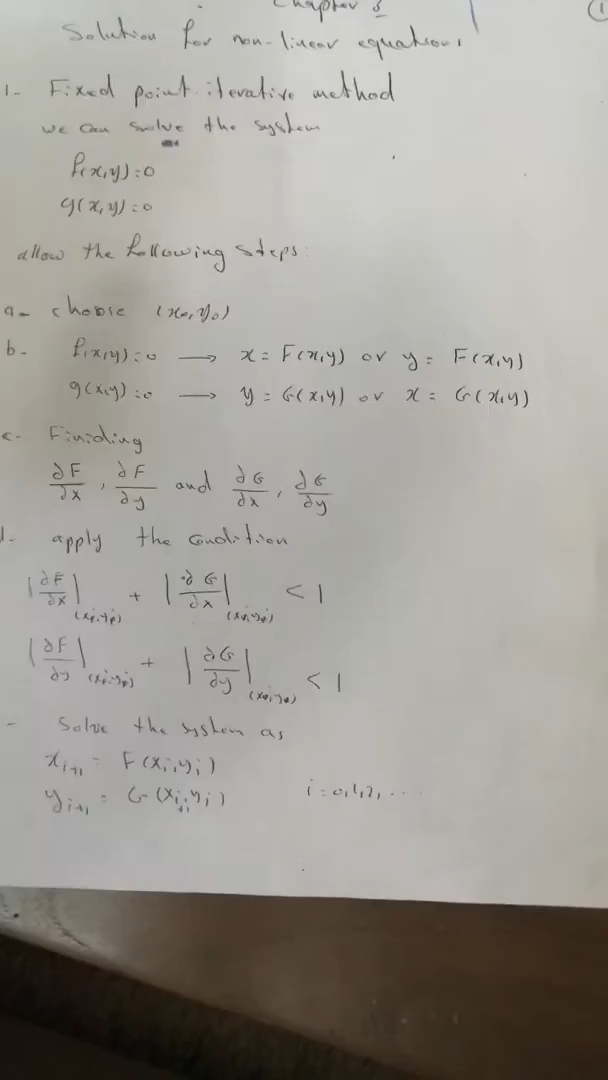 Chapter 8
①
Solution for non-linear equations
1- Fixed point iterative method
we can solve the system
f(x,y)=0
g(x,y)=0
allow the following steps:
a- choose (x₀,y₀)
b- f(x,y)=0 → x = F(x,y) or y = F(x,y)
g(x,y)=0 → y = G(x,y) or x = G(x,y)
c- Finiding
∂F/∂x , ∂F/∂y and ∂G/∂x , ∂G/∂y
d- apply the condition
|∂F/∂x|(x₀,y₀) + |∂G/∂x|(x₀,y₀) < 1
|∂F/∂y|(x₀,y₀) + |∂G/∂y|(x₀,y₀) < 1
- Solve the system as
xᵢ₊₁ = F(xᵢ,yᵢ)
yᵢ₊₁ = G(xᵢ₊₁,yᵢ) i = 0,1,2, ...